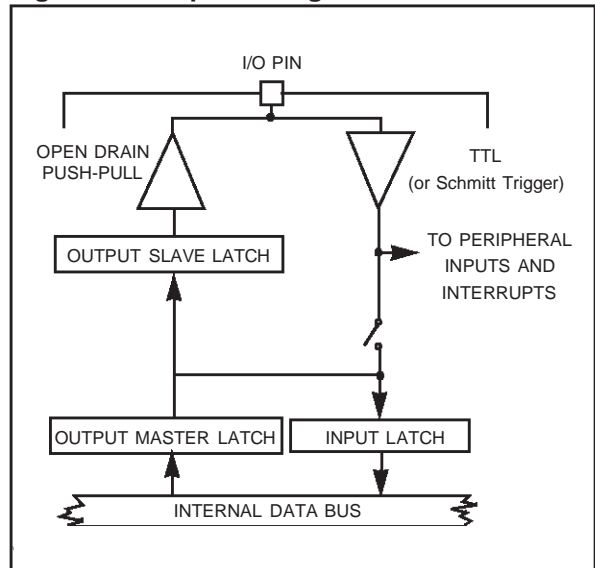 I/O PIN
OPEN DRAIN
PUSH-PULL
TTL
(or Schmitt Trigger)
TO PERIPHERAL
INPUTS AND
INTERRUPTS
OUTPUT SLAVE LATCH
OUTPUT MASTER LATCH
INPUT LATCH
INTERNAL DATA BUS